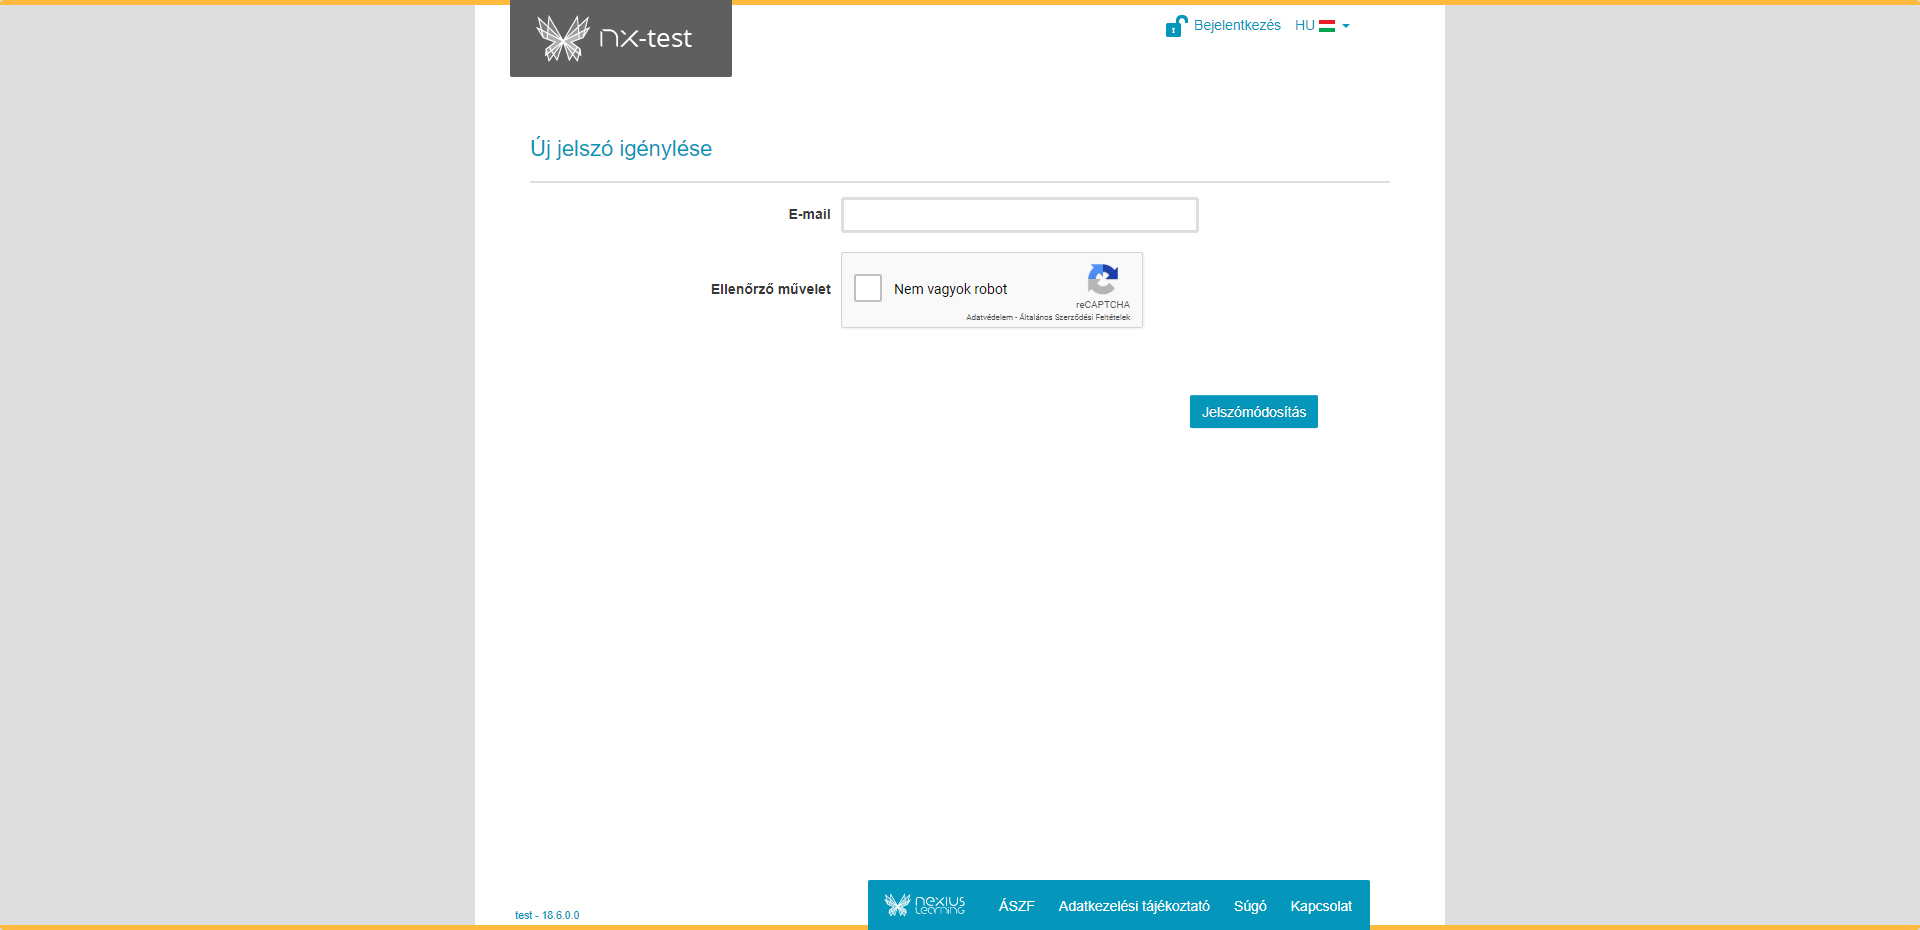 nx-test
Bejelentkezés HU
Új jelszó igénylése
E-mail
Ellenőrző művelet
Nem vagyok robot
reCAPTCHA
Adatvédelem - Általános Szerződési Feltételek
Jelszómódosítás
test - 18.6.0.0
nexius
Learning
ÁSZF Adatkezelési tájékoztató Súgó Kapcsolat